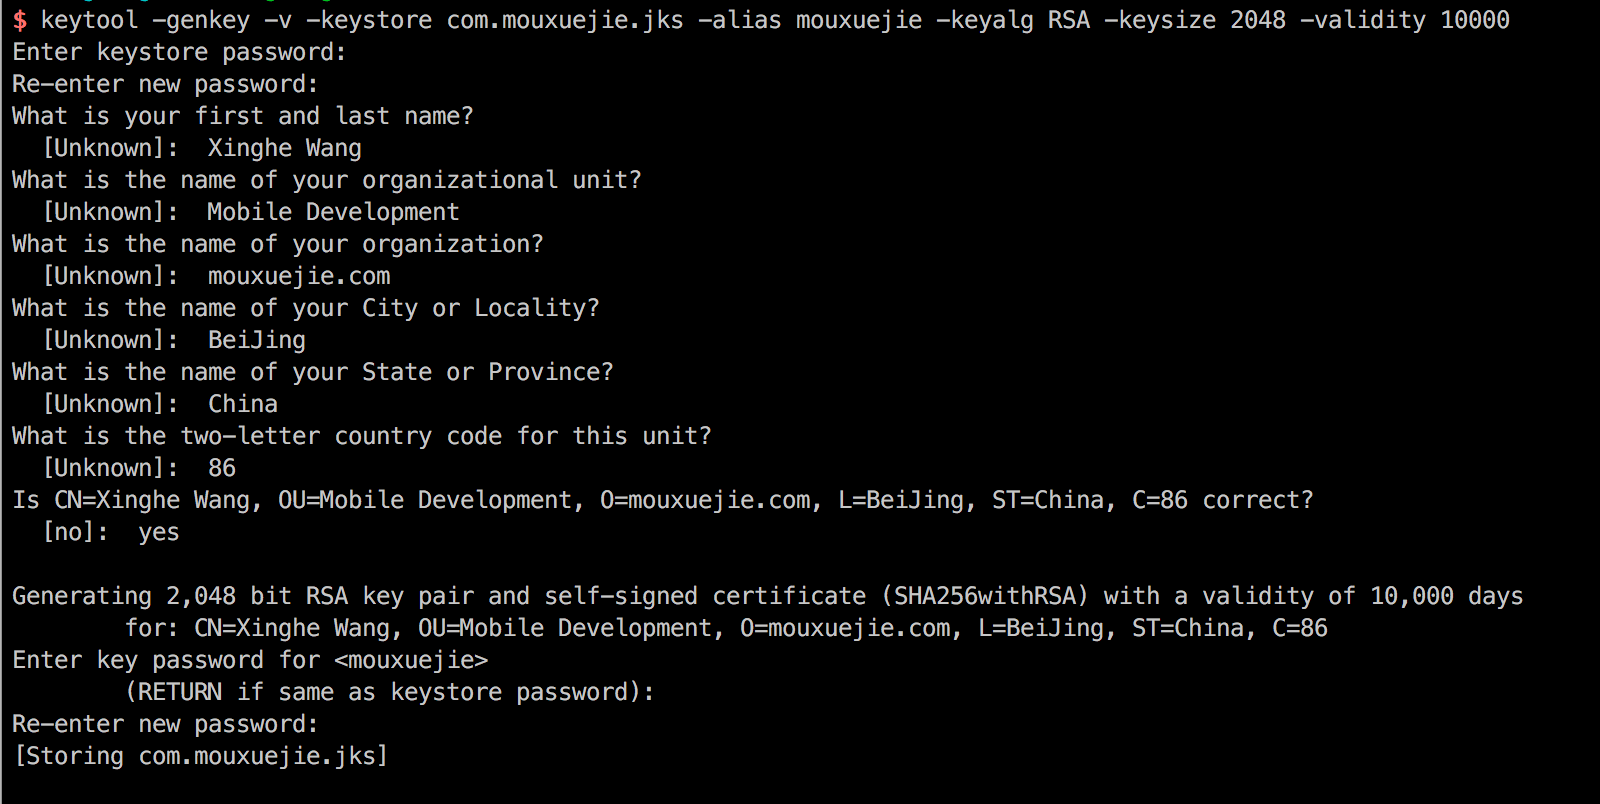 $ keytool -genkey -v -keystore com.mouxuejie.jks -alias mouxuejie -keyalg RSA -keysize 2048 -validity 10000
Enter keystore password:
Re-enter new password:
What is your first and last name?
  [Unknown]:  Xinghe Wang
What is the name of your organizational unit?
  [Unknown]:  Mobile Development
What is the name of your organization?
  [Unknown]:  mouxuejie.com
What is the name of your City or Locality?
  [Unknown]:  BeiJing
What is the name of your State or Province?
  [Unknown]:  China
What is the two-letter country code for this unit?
  [Unknown]:  86
Is CN=Xinghe Wang, OU=Mobile Development, O=mouxuejie.com, L=BeiJing, ST=China, C=86 correct?
  [no]:  yes

Generating 2,048 bit RSA key pair and self-signed certificate (SHA256withRSA) with a validity of 10,000 days
        for: CN=Xinghe Wang, OU=Mobile Development, O=mouxuejie.com, L=BeiJing, ST=China, C=86
Enter key password for <mouxuejie>
        (RETURN if same as keystore password):
Re-enter new password:
[Storing com.mouxuejie.jks]